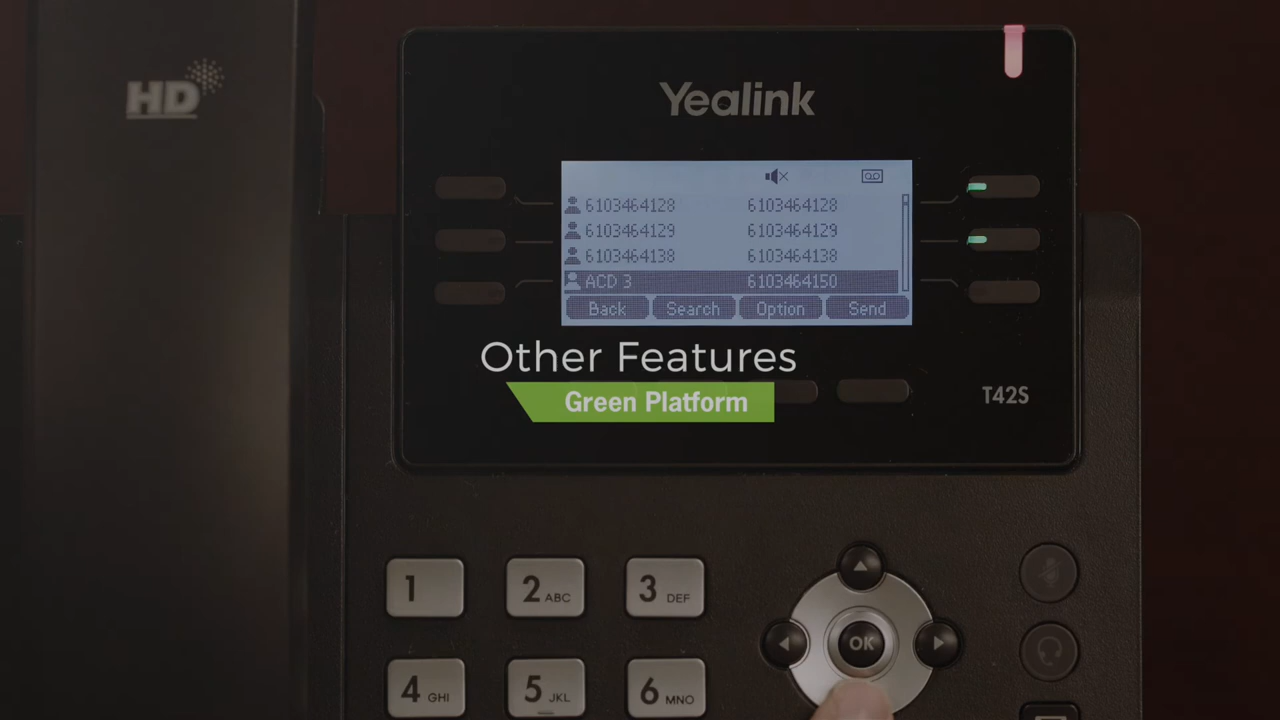 HD
Yealink
6103464128 6103464128
6103464129 6103464129
6103464138 6103464138
ACD 3 6103464150
Back Search Option Send
Other Features
Green Platform
T42S
1 2 ABC 3 DEF
OK
4 GHI 5 JKL 6 MNO